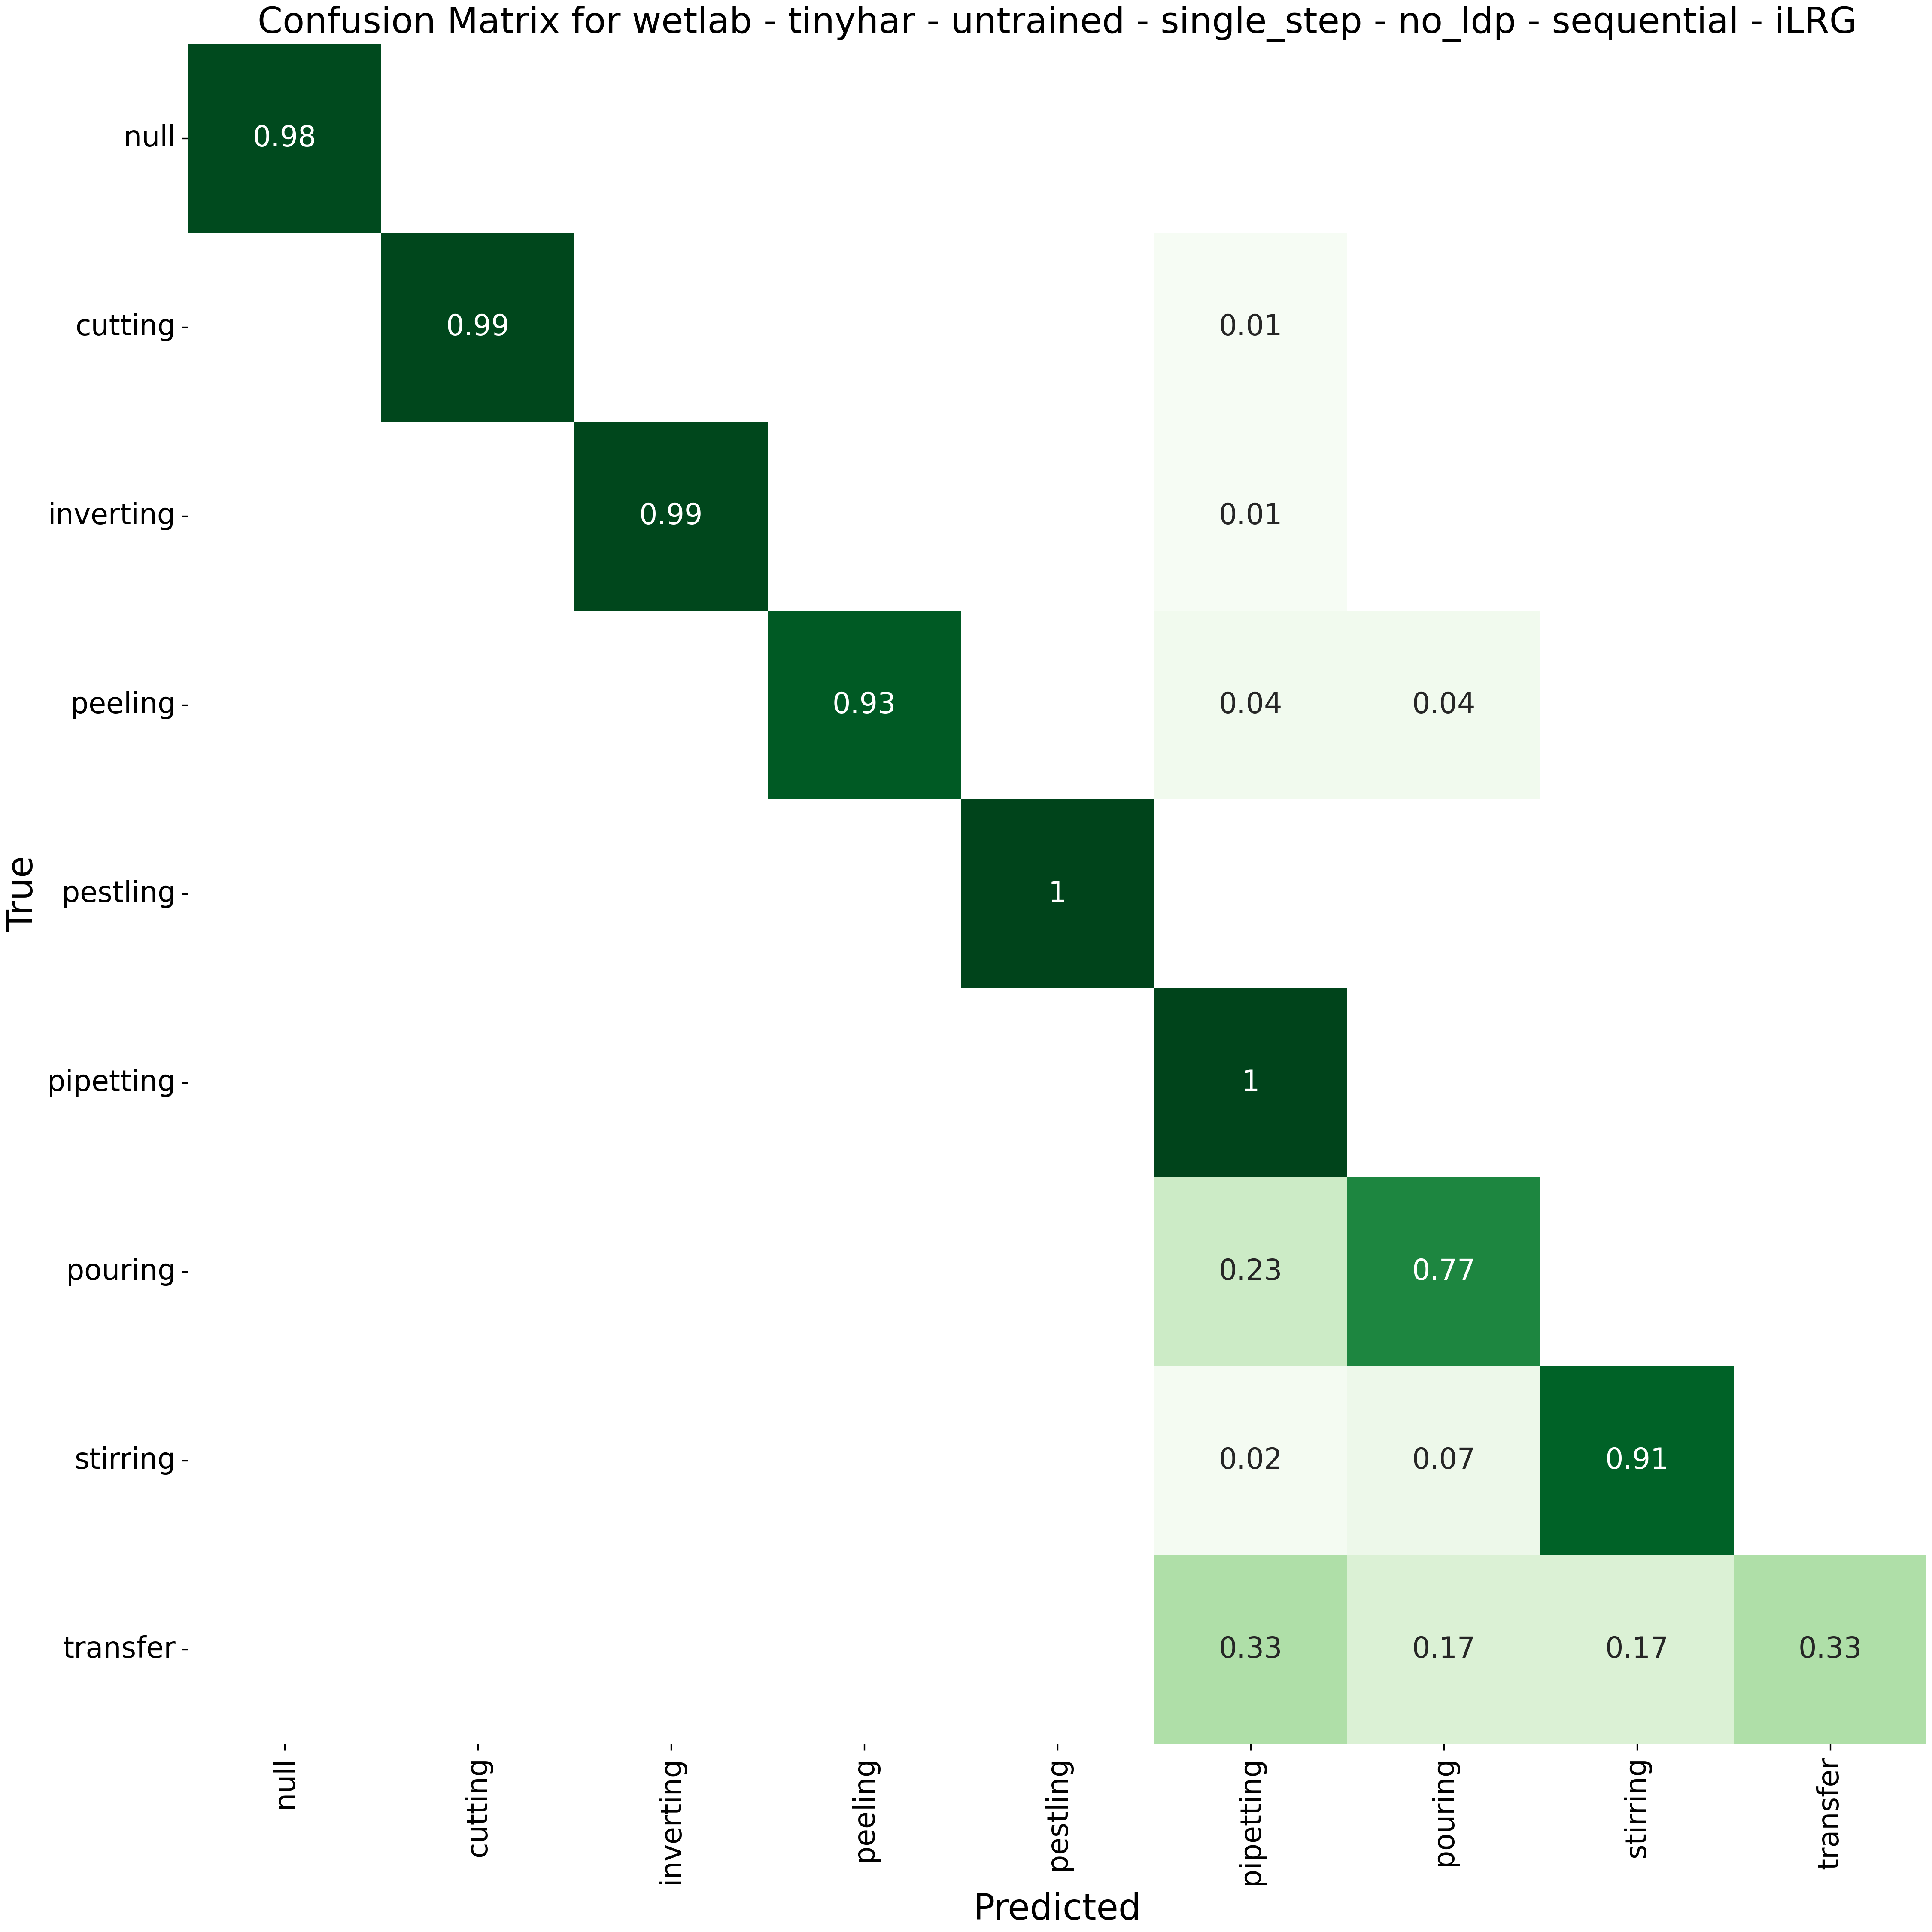 Confusion Matrix for wetlab - tinyhar - untrained - single_step - no_ldp - sequential - iLRG
True
null 0.98
cutting 0.99 0.01
inverting 0.99 0.01
peeling 0.93 0.04 0.04
pestling 1
pipetting 1
pouring 0.23 0.77
stirring 0.02 0.07 0.91
transfer 0.33 0.17 0.17 0.33
null cutting inverting peeling pestling pipetting pouring stirring transfer
Predicted